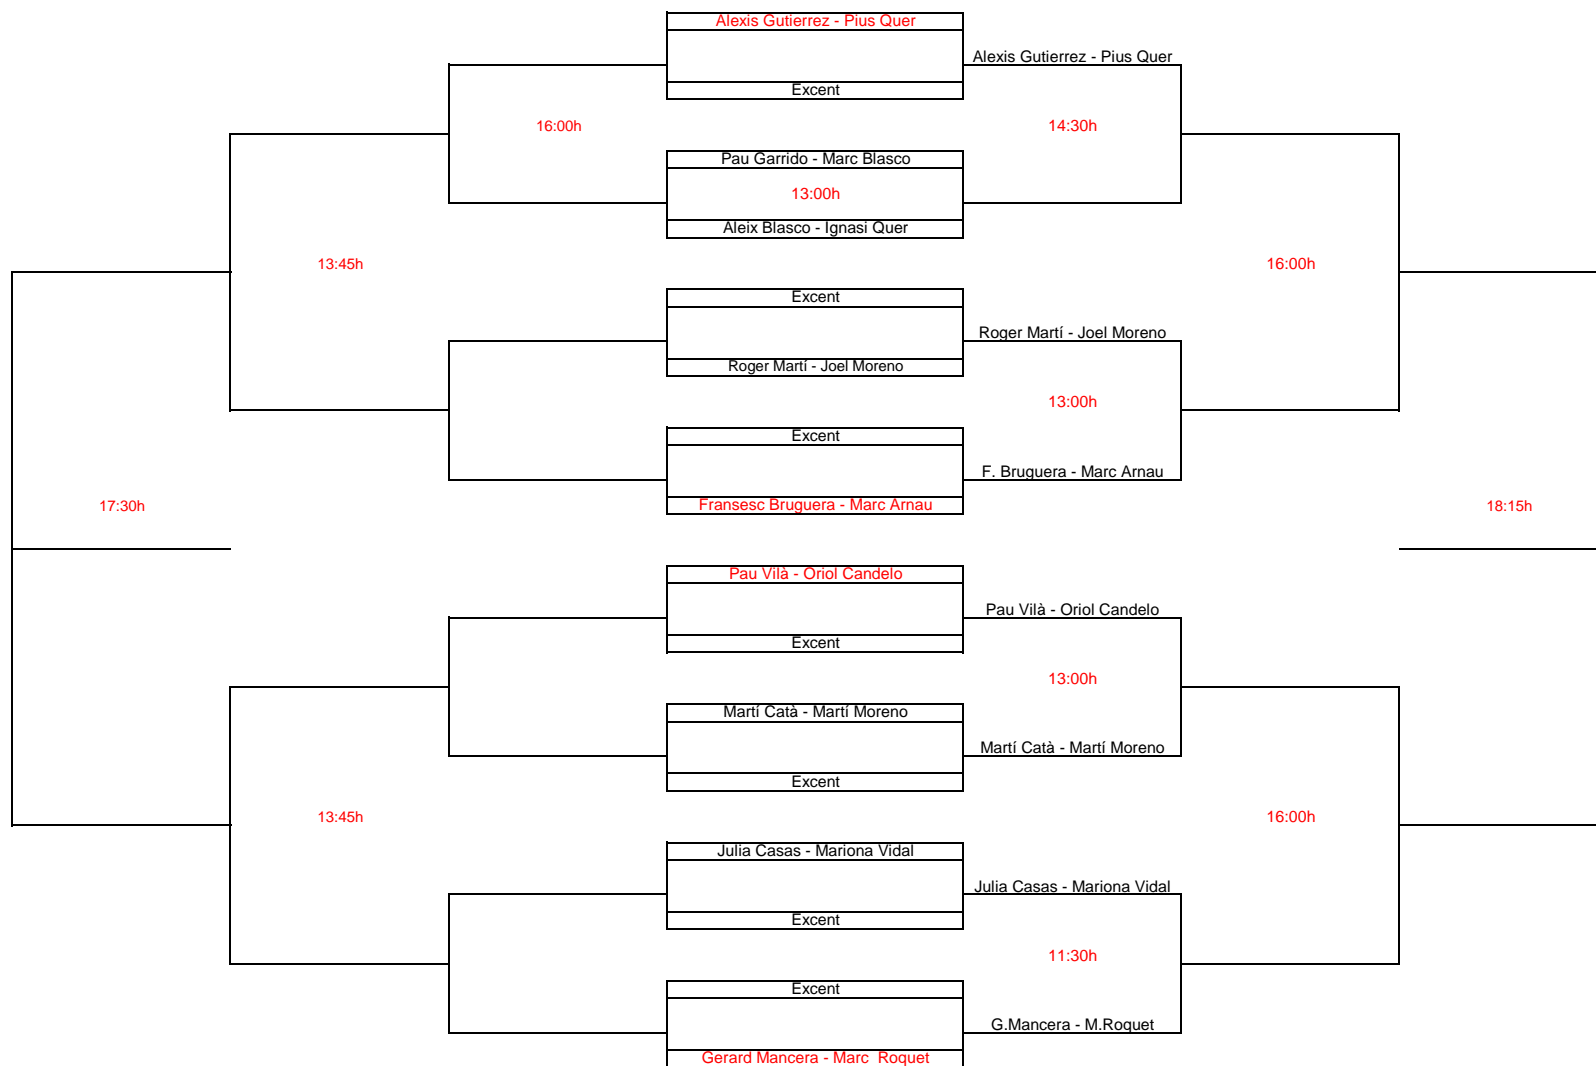 Alexis Gutierrez - Pius Quer
Alexis Gutierrez - Pius Quer
Excent
16:00h
14:30h
Pau Garrido - Marc Blasco
13:00h
Aleix Blasco - Ignasi Quer
13:45h
16:00h
Excent
Roger Martí - Joel Moreno
Roger Martí - Joel Moreno
13:00h
Excent
F. Bruguera - Marc Arnau
Fransesc Bruguera - Marc Arnau
17:30h
18:15h
Pau Vilà - Oriol Candelo
Pau Vilà - Oriol Candelo
Excent
13:00h
Martí Catà - Martí Moreno
Martí Catà - Martí Moreno
Excent
13:45h
16:00h
Julia Casas - Mariona Vidal
Julia Casas - Mariona Vidal
Excent
11:30h
Excent
G.Mancera - M.Roquet
Gerard Mancera - Marc  Roquet